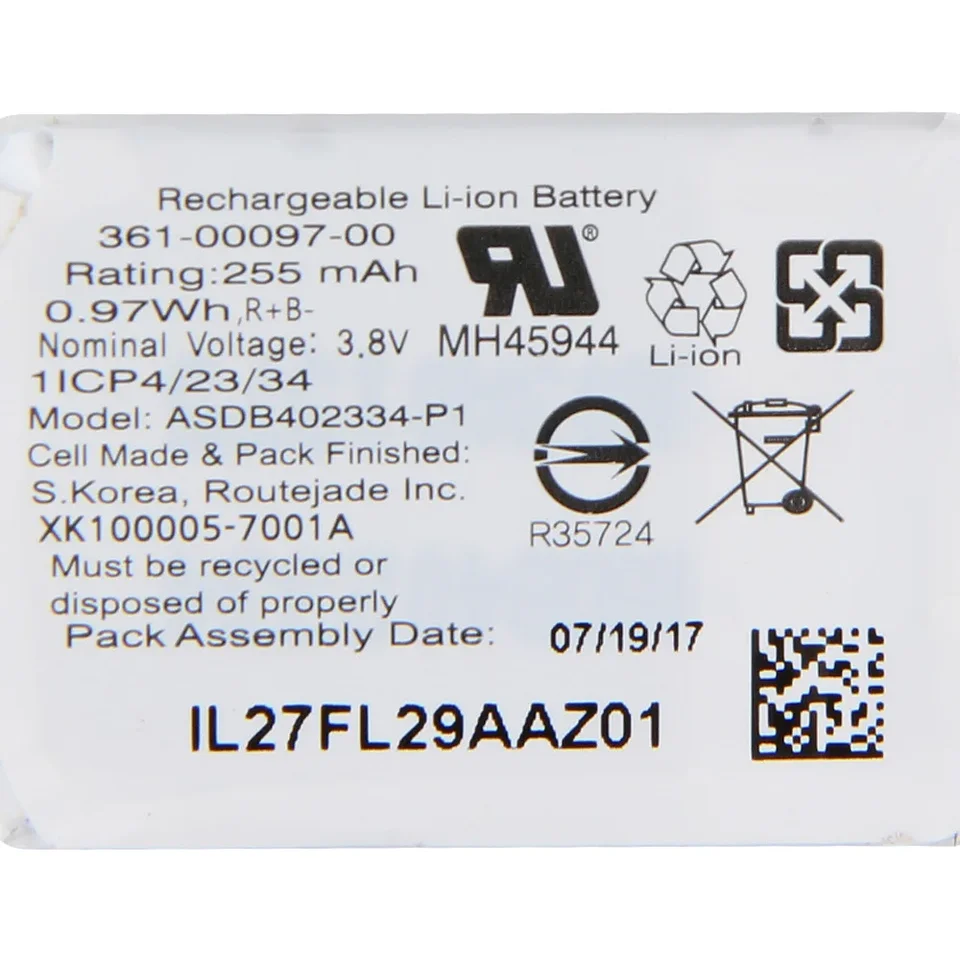 Rechargeable Li-ion Battery
361-00097-00
Rating:255 mAh
0.97Wh,R+B-
Nominal Voltage: 3.8V
1ICP4/23/34
Model: ASDB402334-P1
Cell Made & Pack Finished:
S.Korea, Routejade Inc.
XK100005-7001A
Must be recycled or
disposed of properly
Pack Assembly Date: 07/19/17
IL27FL29AAZ01
RU®
MH45944
Li-ion
R35724